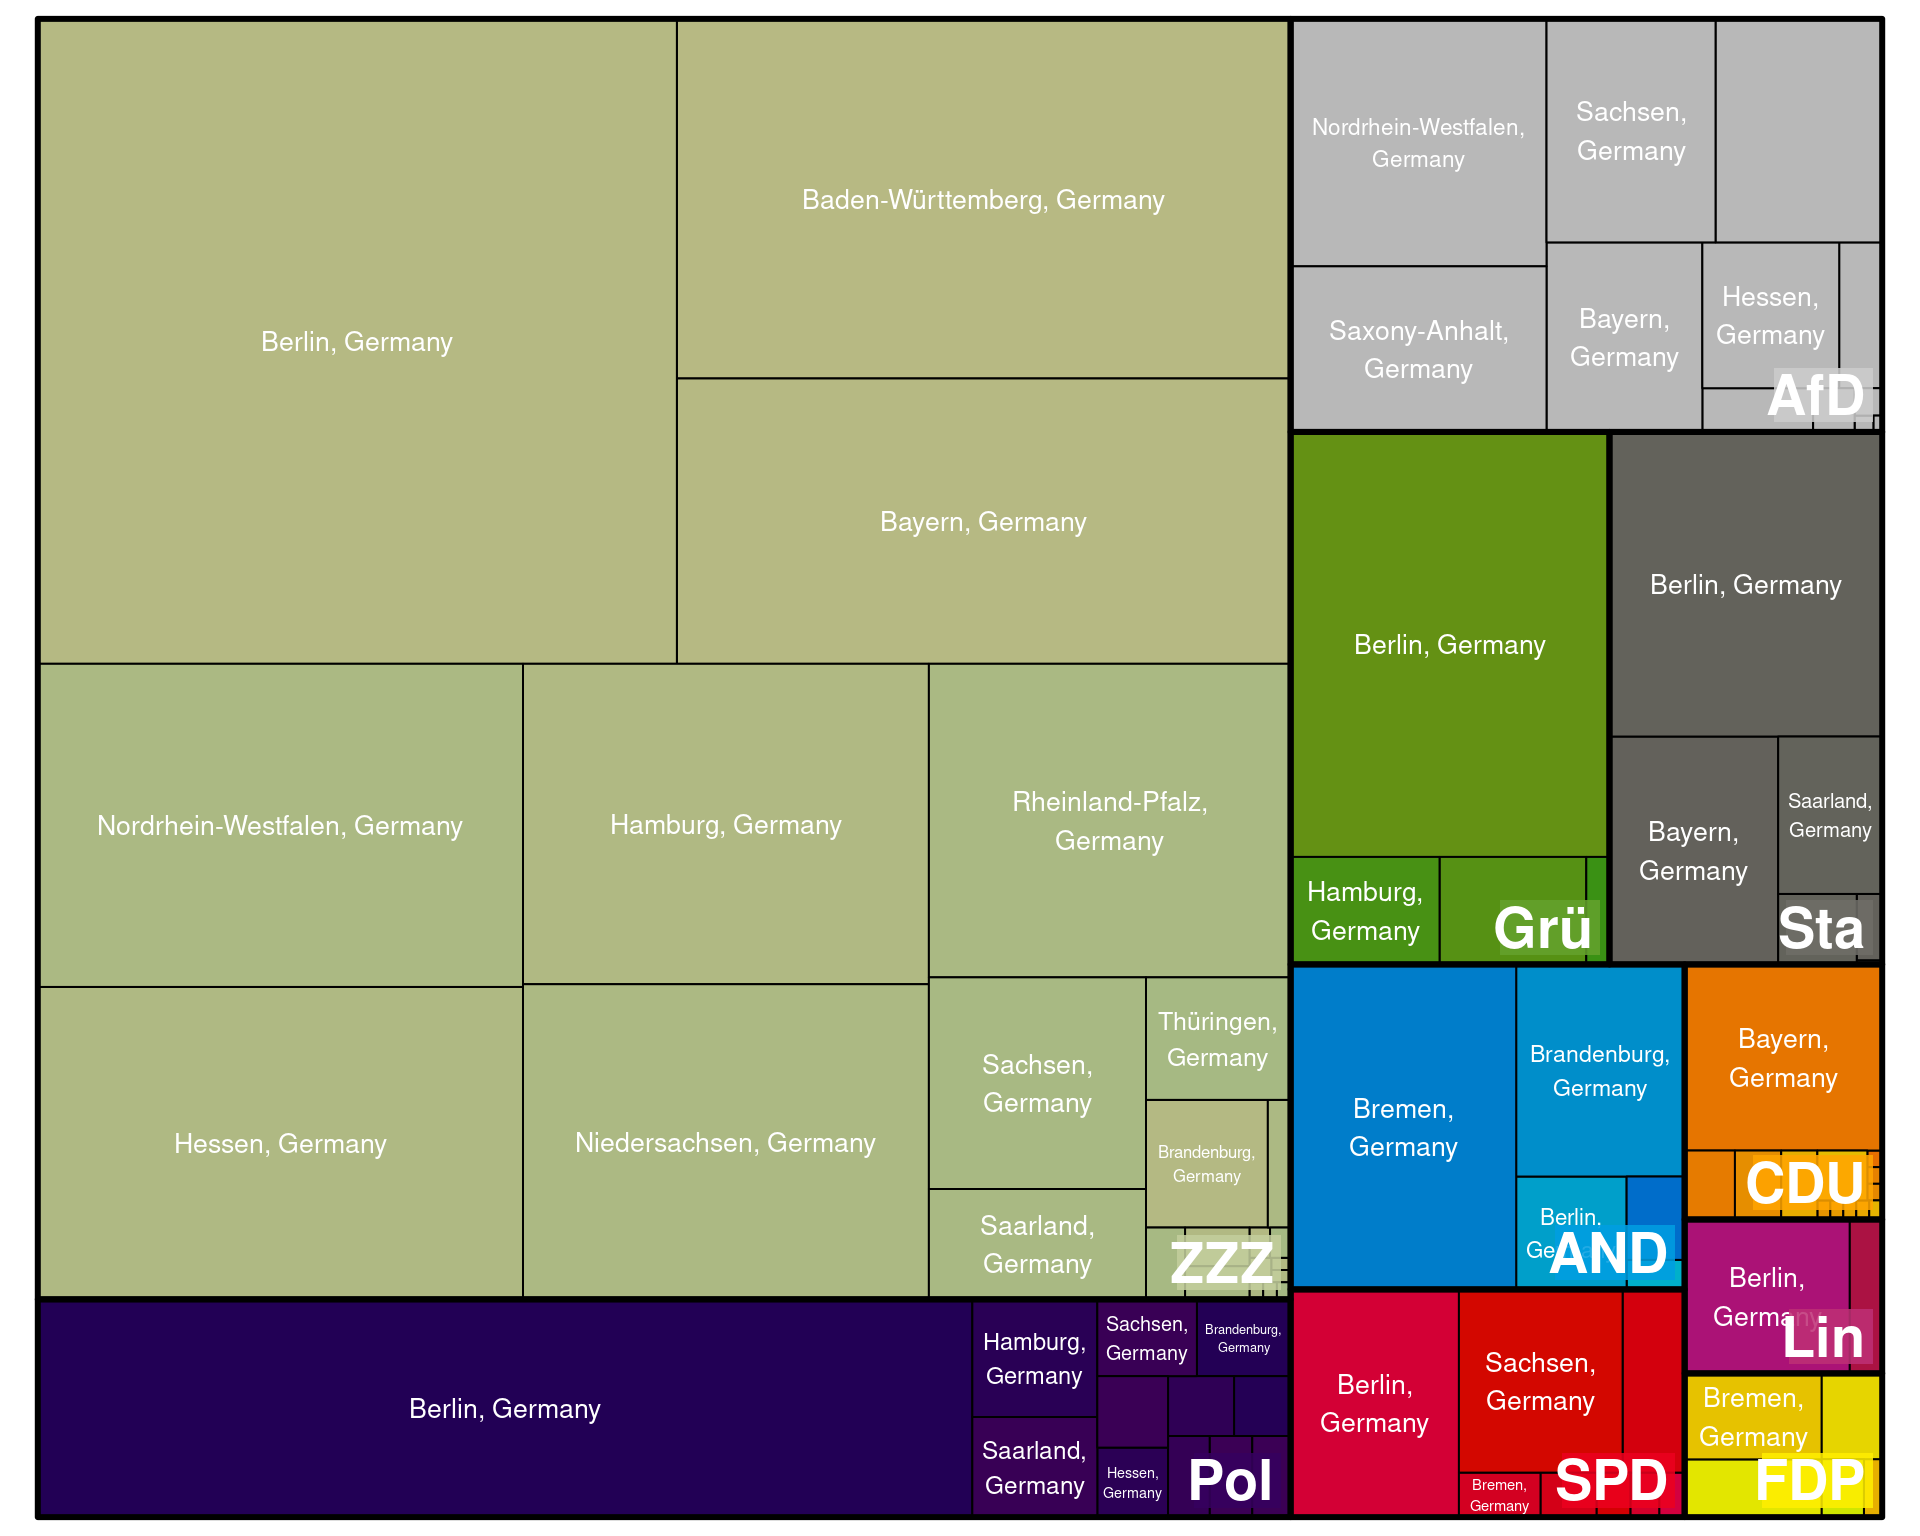 Berlin, Germany
Baden-Württemberg, Germany
Bayern, Germany
Nordrhein-Westfalen, Germany
Hamburg, Germany
Rheinland-Pfalz,
Germany
Hessen, Germany
Niedersachsen, Germany
Sachsen,
Germany
Thüringen,
Germany
Brandenburg,
Germany
Saarland,
Germany
ZZZ
Berlin, Germany
Hamburg,
Germany
Saarland,
Germany
Sachsen,
Germany
Brandenburg,
Germany
Hessen,
Germany
Pol
Nordrhein-Westfalen,
Germany
Sachsen,
Germany
Saxony-Anhalt,
Germany
Bayern,
Germany
Hessen,
Germany
AfD
Berlin, Germany
Hamburg,
Germany
Grü
Berlin, Germany
Bayern,
Germany
Saarland,
Germany
Sta
Bremen,
Germany
Brandenburg,
Germany
Berlin,
AND
Bayern,
Germany
CDU
Berlin,
Germany
Lin
Berlin,
Germany
Sachsen,
Germany
Bremen,
Germany
SPD
Bremen,
Germany
FDP